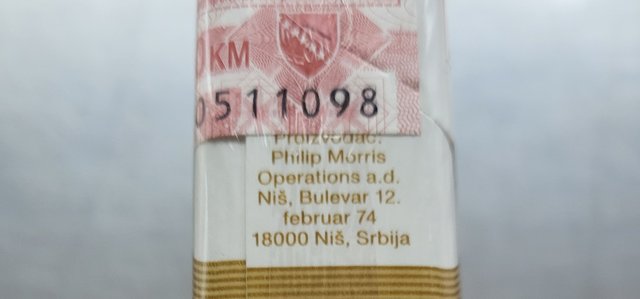 KM
0511098
Proizvođač:
Philip Morris
Operations a.d.
Niš, Bulevar 12.
februar 74
18000 Niš, Srbija